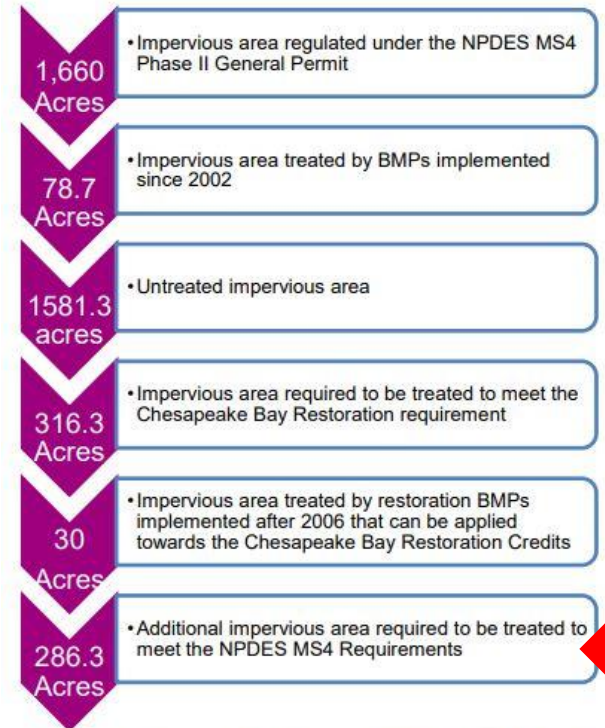 1,660
Acres
• Impervious area regulated under the NPDES MS4
Phase II General Permit
78.7
Acres
• Impervious area treated by BMPs implemented
since 2002
1581.3
acres
• Untreated impervious area
316.3
Acres
• Impervious area required to be treated to meet the
Chesapeake Bay Restoration requirement
30
Acres
• Impervious area treated by restoration BMPs
implemented after 2006 that can be applied
towards the Chesapeake Bay Restoration Credits
286.3
Acres
• Additional impervious area required to be treated to
meet the NPDES MS4 Requirements